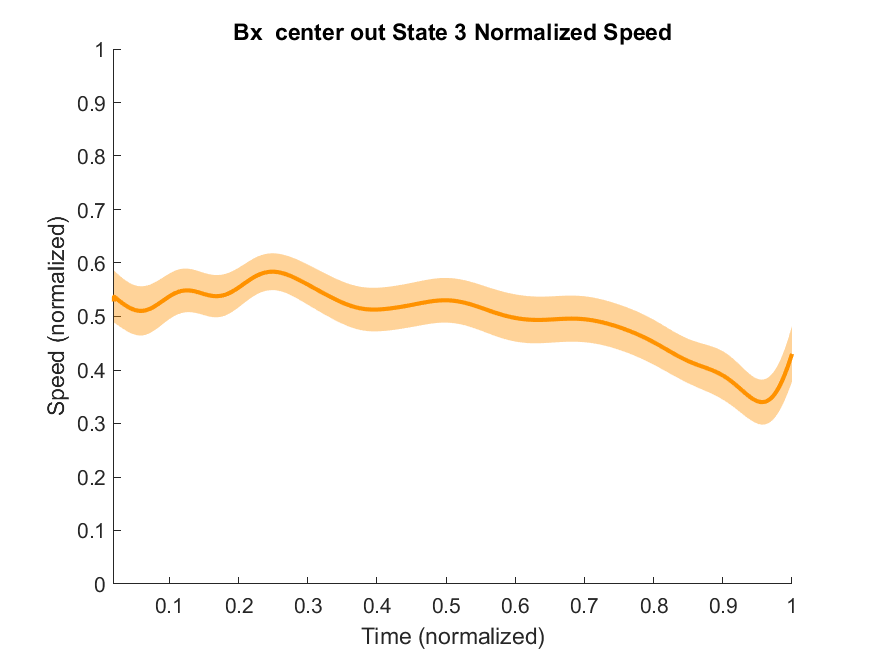 Bx  center out State 3 Normalized Speed
1
0.9
0.8
0.7
0.6
0.5
0.4
0.3
0.2
0.1
0
Speed (normalized)
0.1 0.2 0.3 0.4 0.5 0.6 0.7 0.8 0.9 1
Time (normalized)